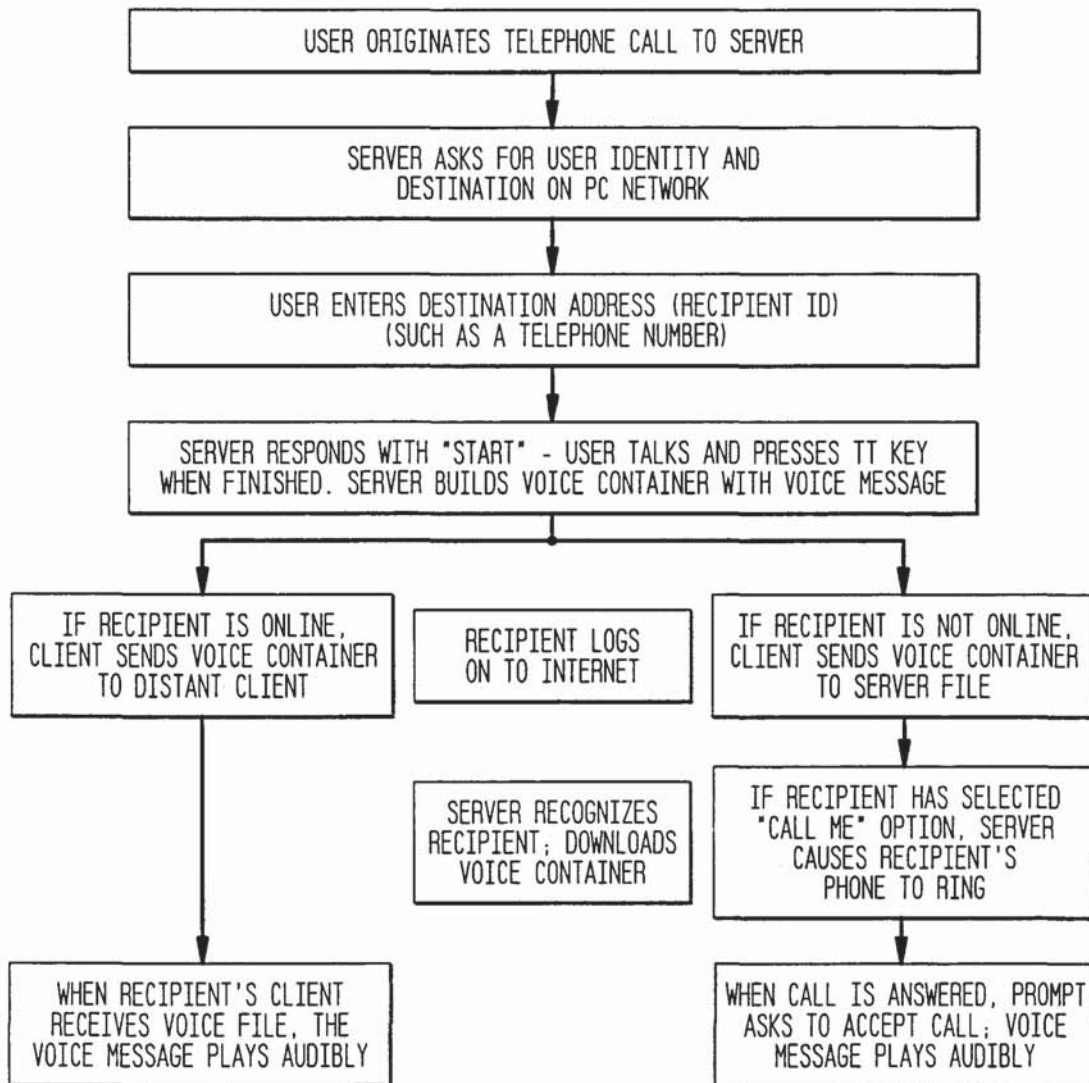 USER ORIGINATES TELEPHONE CALL TO SERVER
SERVER ASKS FOR USER IDENTITY AND
DESTINATION ON PC NETWORK
USER ENTERS DESTINATION ADDRESS (RECIPIENT ID)
(SUCH AS A TELEPHONE NUMBER)
SERVER RESPONDS WITH "START" - USER TALKS AND PRESSES TT KEY
WHEN FINISHED. SERVER BUILDS VOICE CONTAINER WITH VOICE MESSAGE
IF RECIPIENT IS ONLINE,
CLIENT SENDS VOICE CONTAINER
TO DISTANT CLIENT
RECIPIENT LOGS
ON TO INTERNET
IF RECIPIENT IS NOT ONLINE,
CLIENT SENDS VOICE CONTAINER
TO SERVER FILE
SERVER RECOGNIZES
RECIPIENT; DOWNLOADS
VOICE CONTAINER
IF RECIPIENT HAS SELECTED
"CALL ME" OPTION, SERVER
CAUSES RECIPIENT'S
PHONE TO RING
WHEN RECIPIENT'S CLIENT
RECEIVES VOICE FILE, THE
VOICE MESSAGE PLAYS AUDIBLY
WHEN CALL IS ANSWERED, PROMPT
ASKS TO ACCEPT CALL; VOICE
MESSAGE PLAYS AUDIBLY